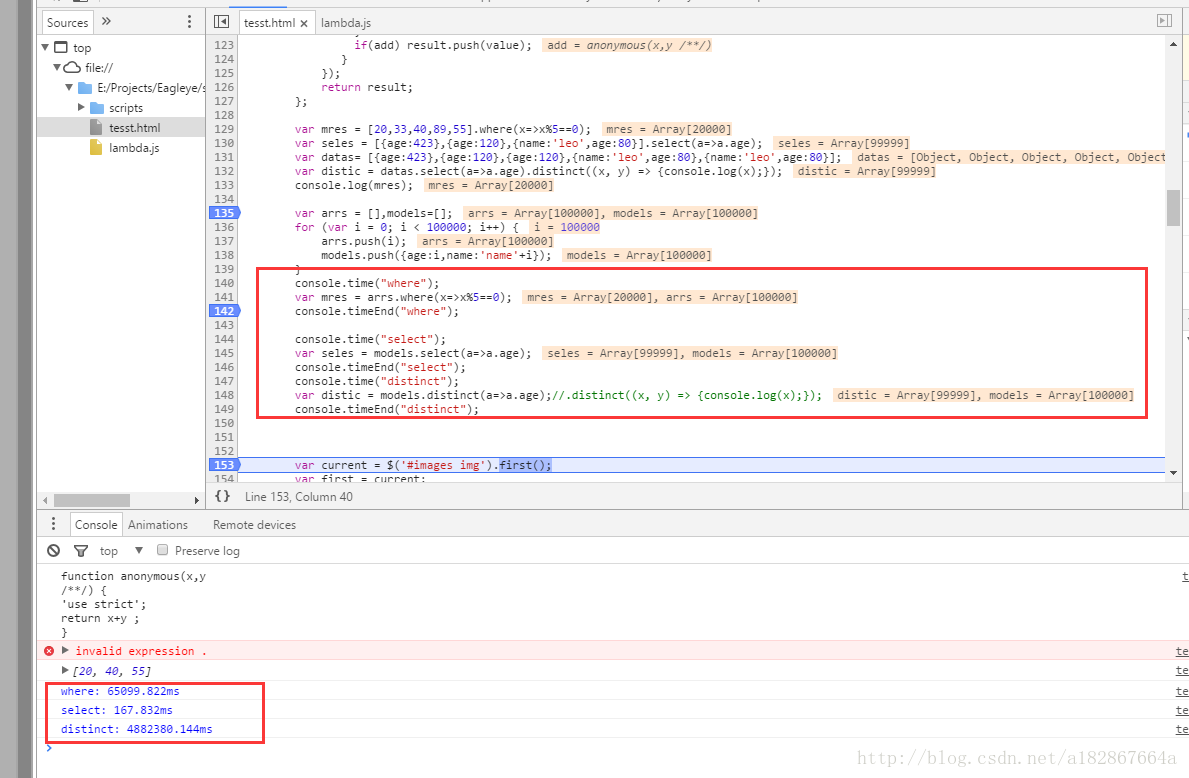 Sources
tesst.html ×
lambda.js
top
file://
E:/Projects/Eagleye/s
scripts
tesst.html
lambda.js
123
124 }
if(add) result.push(value); add = anonymous(x,y /**/)
125 });
126 return result;
127 };
128
129 var mres = [20,33,40,89,55].where(x=>x%5==0); mres = Array[20000]
130 var seles = [{age:423},{age:120},{name:'leo',age:80}].select(a=>a.age); seles = Array[99999]
131 var datas= [{age:423},{age:120},{age:120},{name:'leo',age:80},{name:'leo',age:80}]; datas = [Object, Object, Object, Object, Object
132 var distic = datas.select(a=>a.age).distinct((x, y) => {console.log(x);}); distic = Array[99999]
133 console.log(mres); mres = Array[20000]
134
135 var arrs = [],models=[]; arrs = Array[100000], models = Array[100000]
136 for (var i = 0; i < 100000; i++) { i = 100000
137 arrs.push(i); arrs = Array[100000]
138 models.push({age:i,name:'name'+i}); models = Array[100000]
139 }
140 console.time("where");
141 var mres = arrs.where(x=>x%5==0); mres = Array[20000], arrs = Array[100000]
142 console.timeEnd("where");
143
144 console.time("select");
145 var seles = models.select(a=>a.age); seles = Array[99999], models = Array[100000]
146 console.timeEnd("select");
147 console.time("distinct");
148 var distic = models.distinct(a=>a.age);//.distinct((x, y) => {console.log(x);}); distic = Array[99999], models = Array[100000]
149 console.timeEnd("distinct");
150
151
152
153 var current = $('#images img').first();
154 var first = current;
{} Line 153, Column 40
Console Animations Remote devices
top Preserve log
function anonymous(x,y
/**/) {
'use strict';
return x+y ;
}
invalid expression .
[20, 40, 55]
where: 65099.822ms
select: 167.832ms
distinct: 4882380.144ms
http://blog.csdn.net/a182867664a